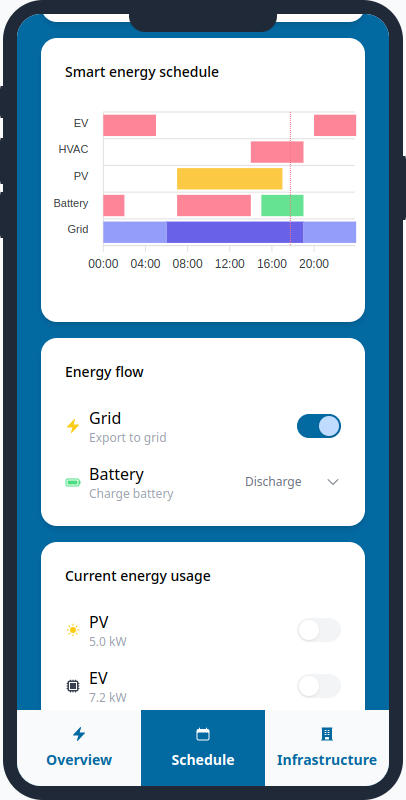 Smart energy schedule
EV
HVAC
PV
Battery
Grid
00:00 04:00 08:00 12:00 16:00 20:00
Energy flow
Grid
Export to grid
Battery
Charge battery
Discharge
Current energy usage
PV
5.0 kW
EV
7.2 kW
Overview Schedule Infrastructure